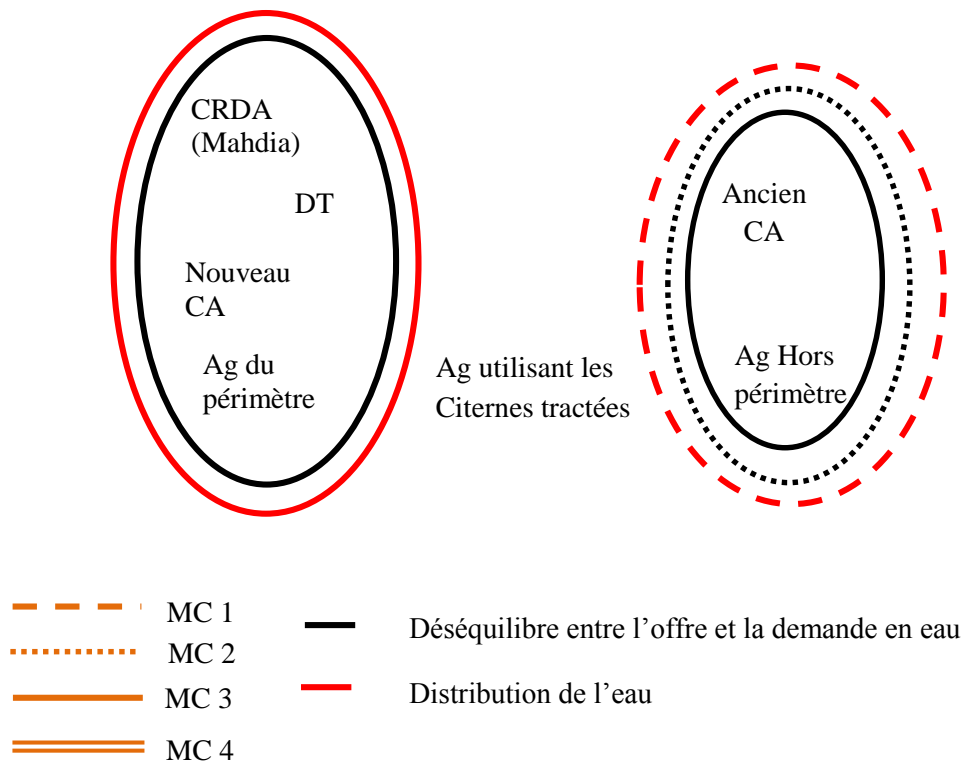 CRDA
(Mahdia)
DT
Nouveau
CA
Ag du
périmètre
Ag utilisant les
Citernes tractées
Ancien
CA
Ag Hors
périmètre
MC 1
MC 2
MC 3
MC 4
Déséquilibre entre l’offre et la demande en eau
Distribution de l’eau